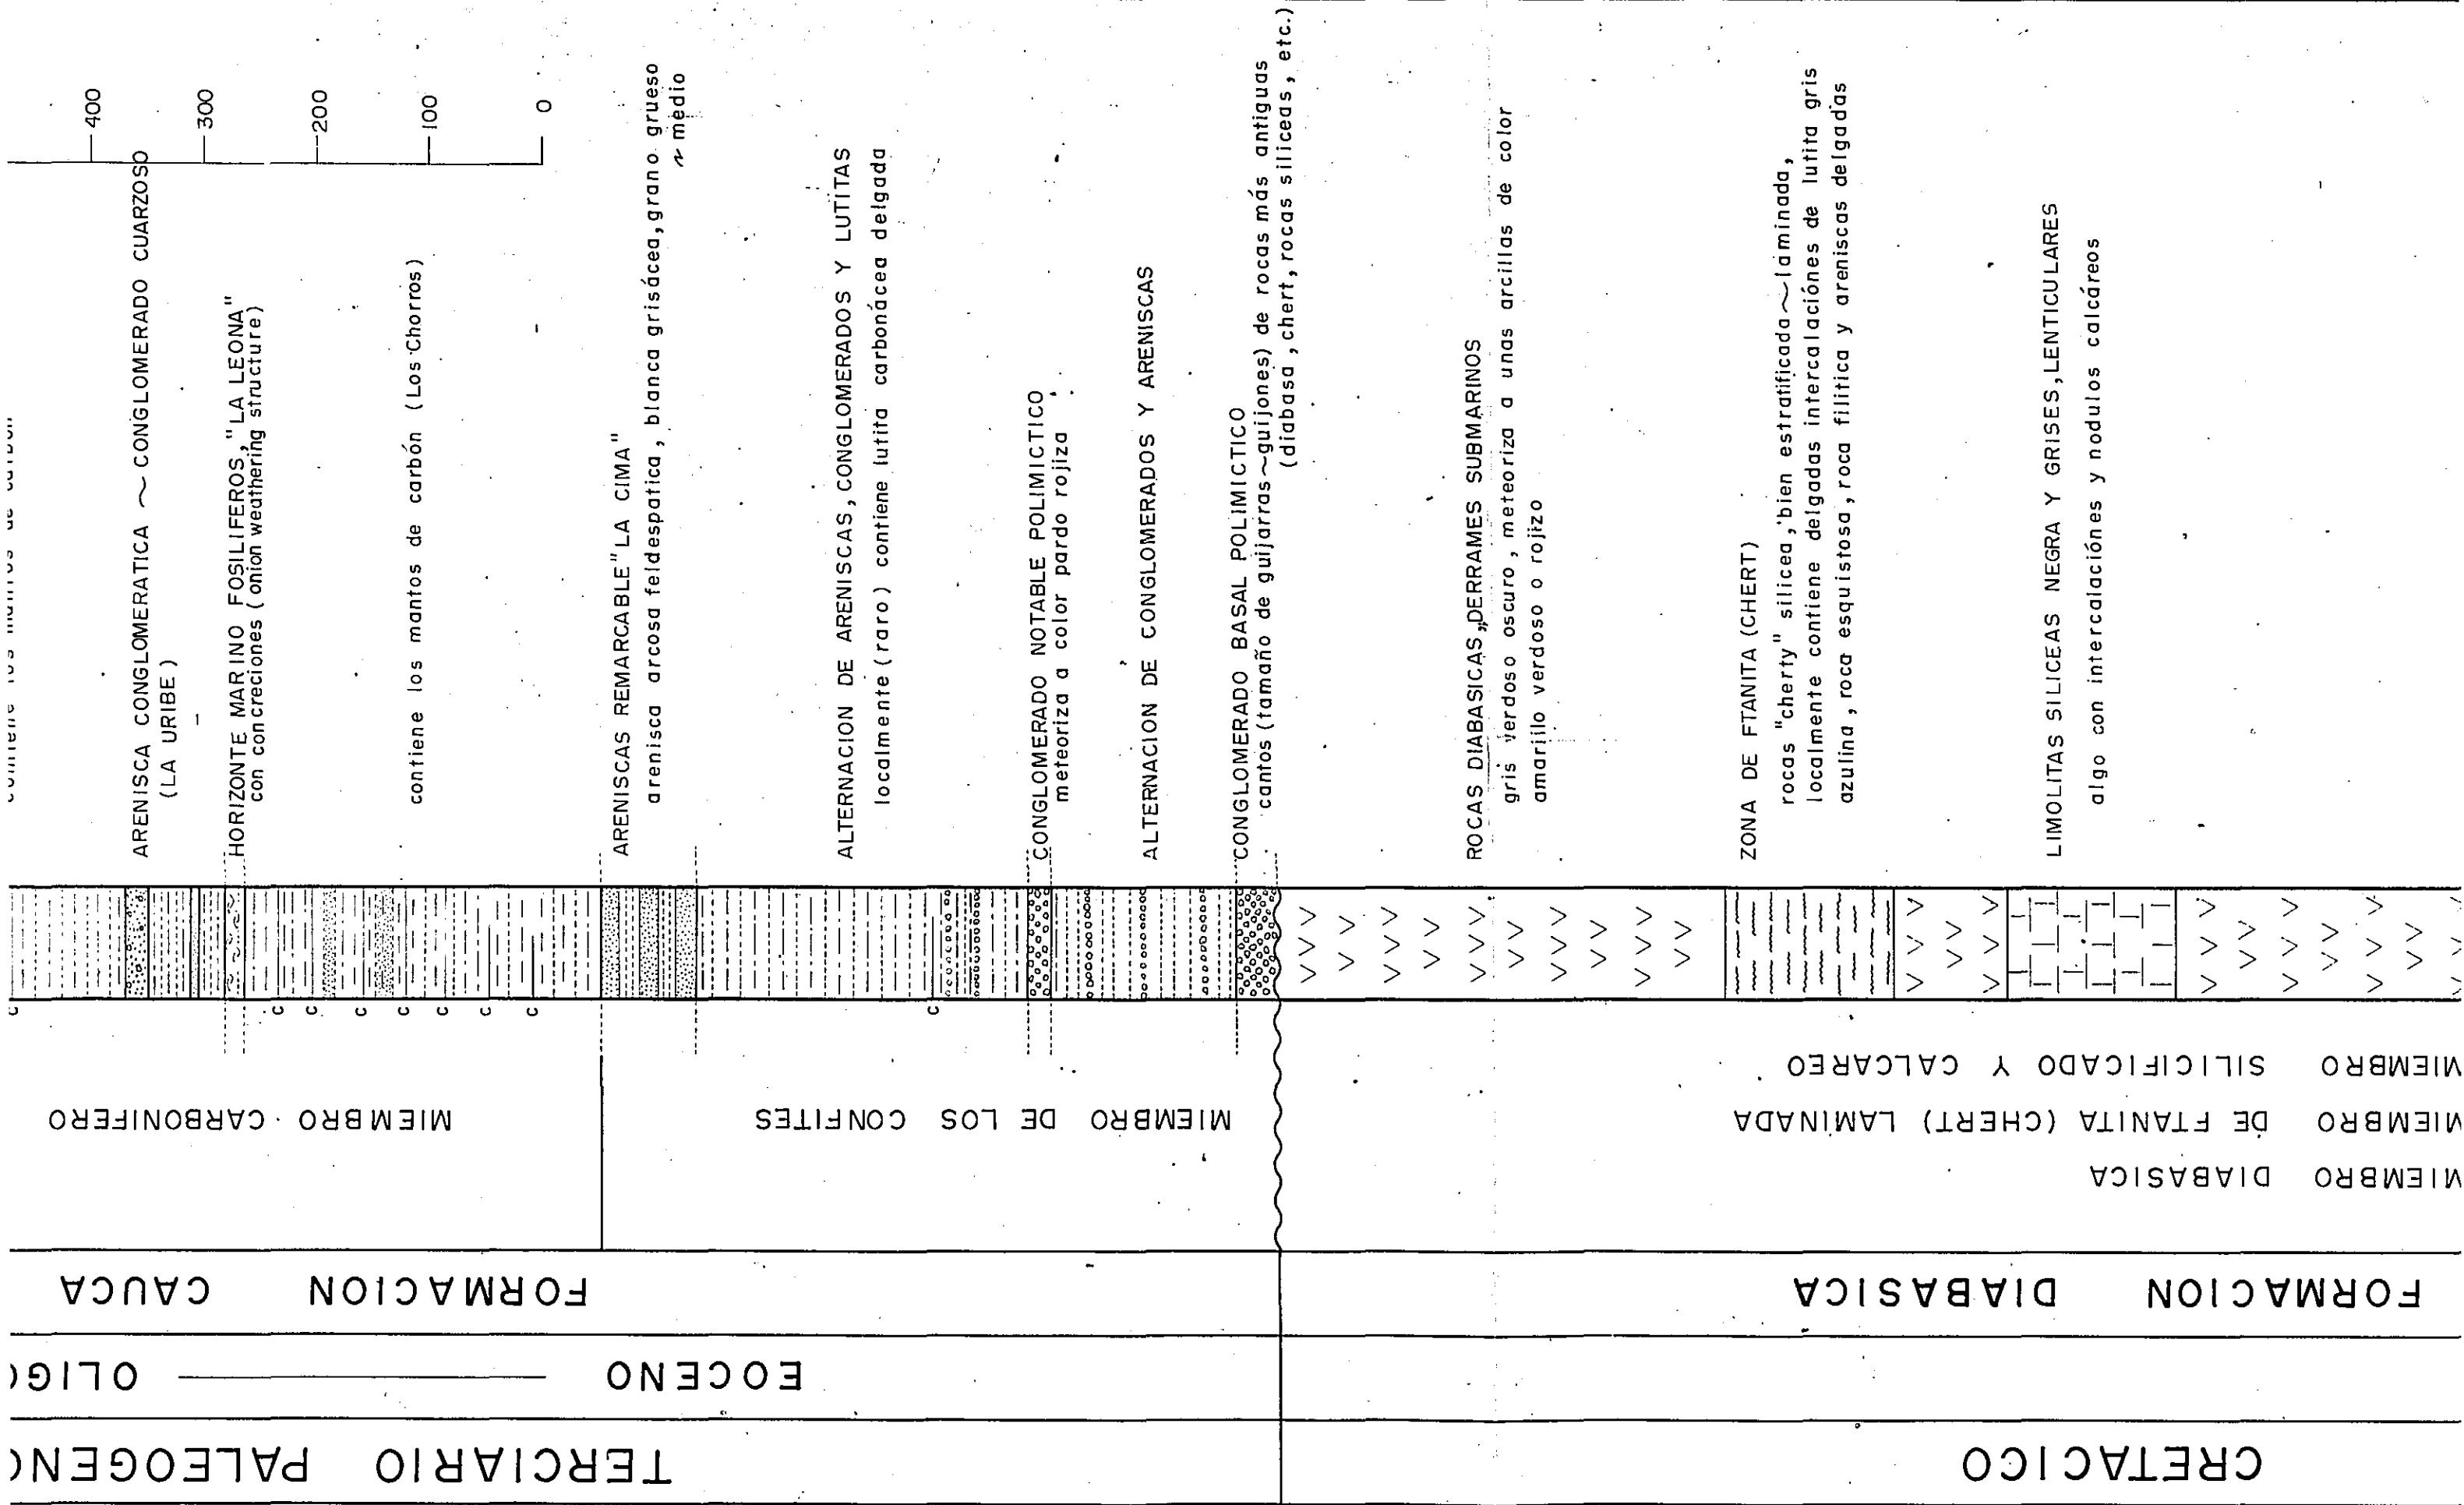 TERCIARIO PALEOGENO
CRETACICO
EOCENO
OLIG
FORMACION CAUCA
FORMACION DIABASICA
MIEMBRO CARBONIFERO
MIEMBRO DE LOS CONFITES
MIEMBRO SILICIFICADO Y CALCAREO
MIEMBRO DE FTANITA (CHERT) LAMINADA
MIEMBRO DIABASICA
C
C
C
C
C
C
C
C
C
400
300
200
100
0
contiene los mantos de carbón
ARENISCA CONGLOMERATICA ~ CONGLOMERADO CUARZOSO
(LA URIBE)
HORIZONTE MARINO FOSILIFEROS,"LA LEONA"
con concreciones (onion weathering structure)
contiene los mantos de carbón (Los Chorros)
ARENISCAS REMARCABLE "LA CIMA"
arenisca arcosa feldespatica, blanca grisácea, grano grueso
~ medio
ALTERNACION DE ARENISCAS, CONGLOMERADOS Y LUTITAS
localmente (raro) contiene lutita carbonácea delgada
CONGLOMERADO NOTABLE POLIMICTICO
meteoriza a color pardo rojiza
ALTERNACION DE CONGLOMERADOS Y ARENISCAS
CONGLOMERADO BASAL POLIMICTICO
cantos (tamaño de guijarras~guijones) de rocas más antiguas
(diabasa, chert, rocas siliceas, etc.)
ROCAS DIABASICAS, DERRAMES SUBMARINOS
gris verdoso oscuro, meteoriza a unas arcillas de color
amarillo verdoso o rojizo
ZONA DE FTANITA (CHERT)
rocas "cherty" silicea, bien estratificada ~ laminada,
localmente contiene delgadas intercalaciónes de lutita gris
azulina, roca esquistosa, roca filitica y areniscas delgadas
LIMOLITAS SILICEAS NEGRA Y GRISES, LENTICULARES
algo con intercalaciónes y nodulos calcáreos